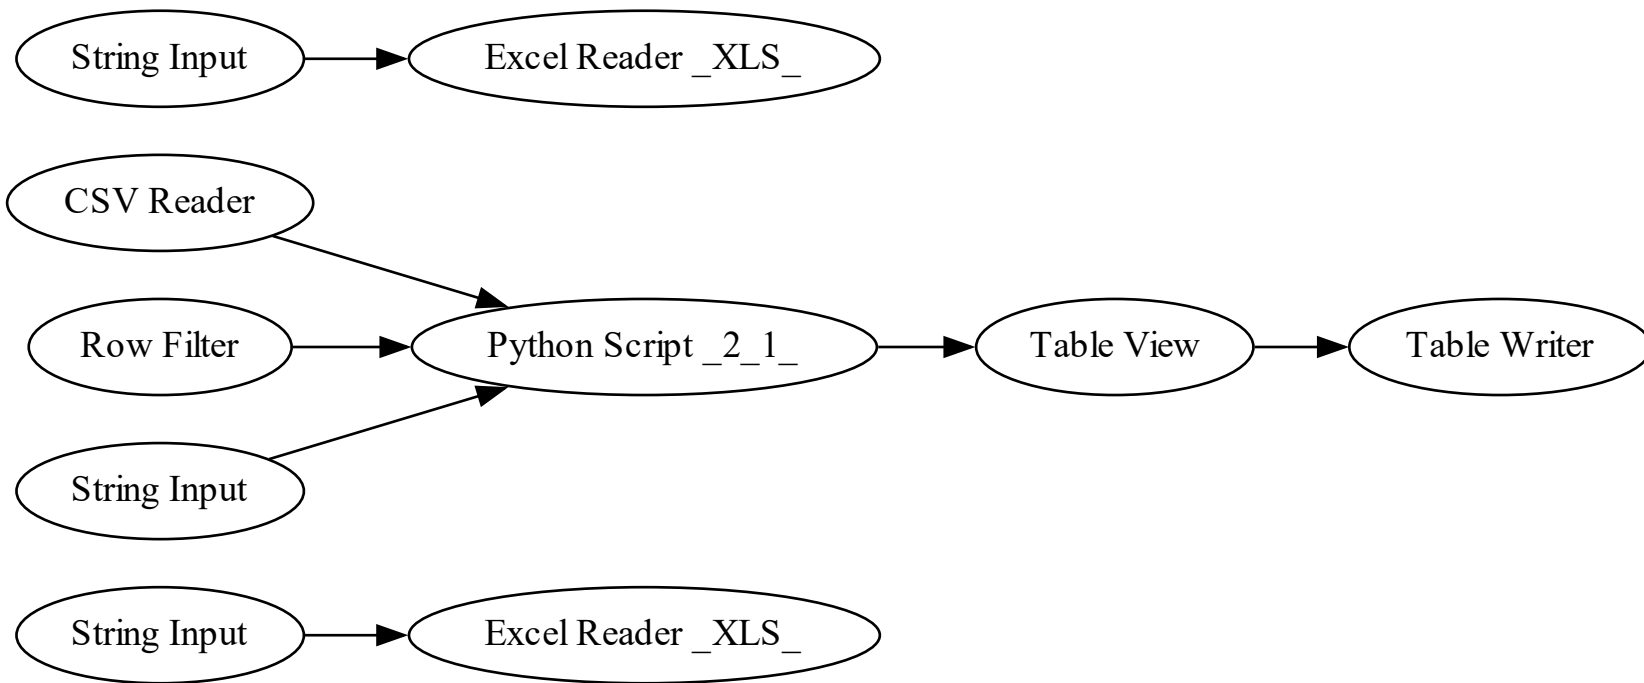 String Input
Excel Reader _XLS_
CSV Reader
Row Filter
Python Script _2_1_
Table View
Table Writer
String Input
String Input
Excel Reader _XLS_